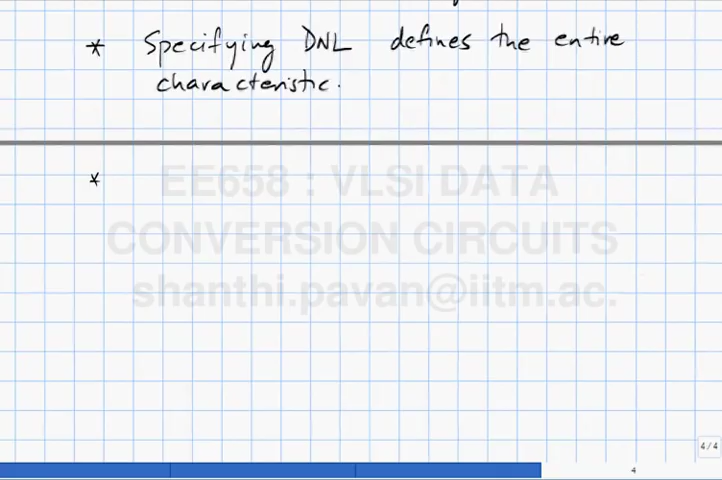 * Specifying DNL defines the entire
characteristic.
*
EE658 : VLSI DATA
CONVERSION CIRCUITS
shanthi.pavan@iitm.ac.
4/4
4